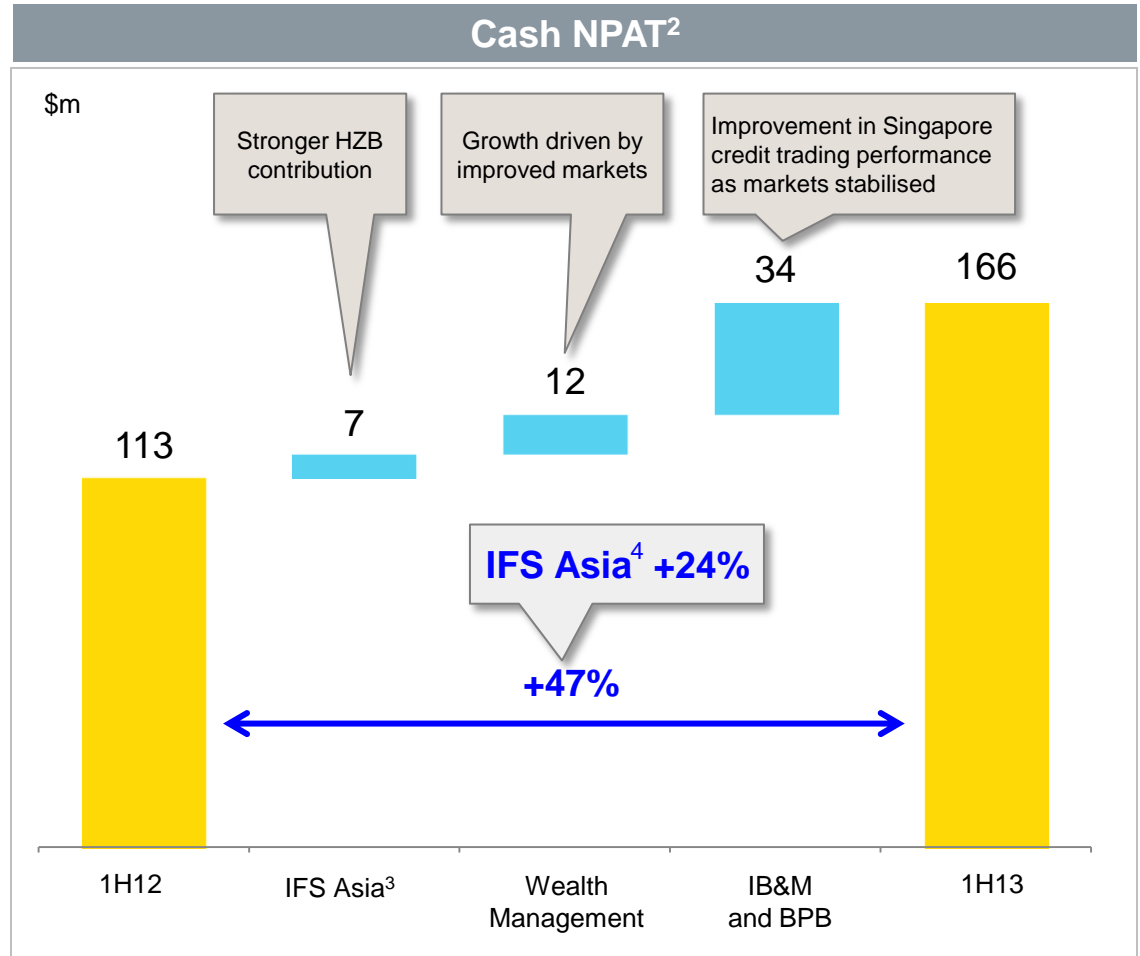 Cash NPAT²
$m
Stronger HZB
contribution
Growth driven by
improved markets
Improvement in Singapore
credit trading performance
as markets stabilised
113
7
12
34
166
IFS Asia⁴ +24%
+47%
1H12
IFS Asia³
Wealth
Management
IB&M
and BPB
1H13